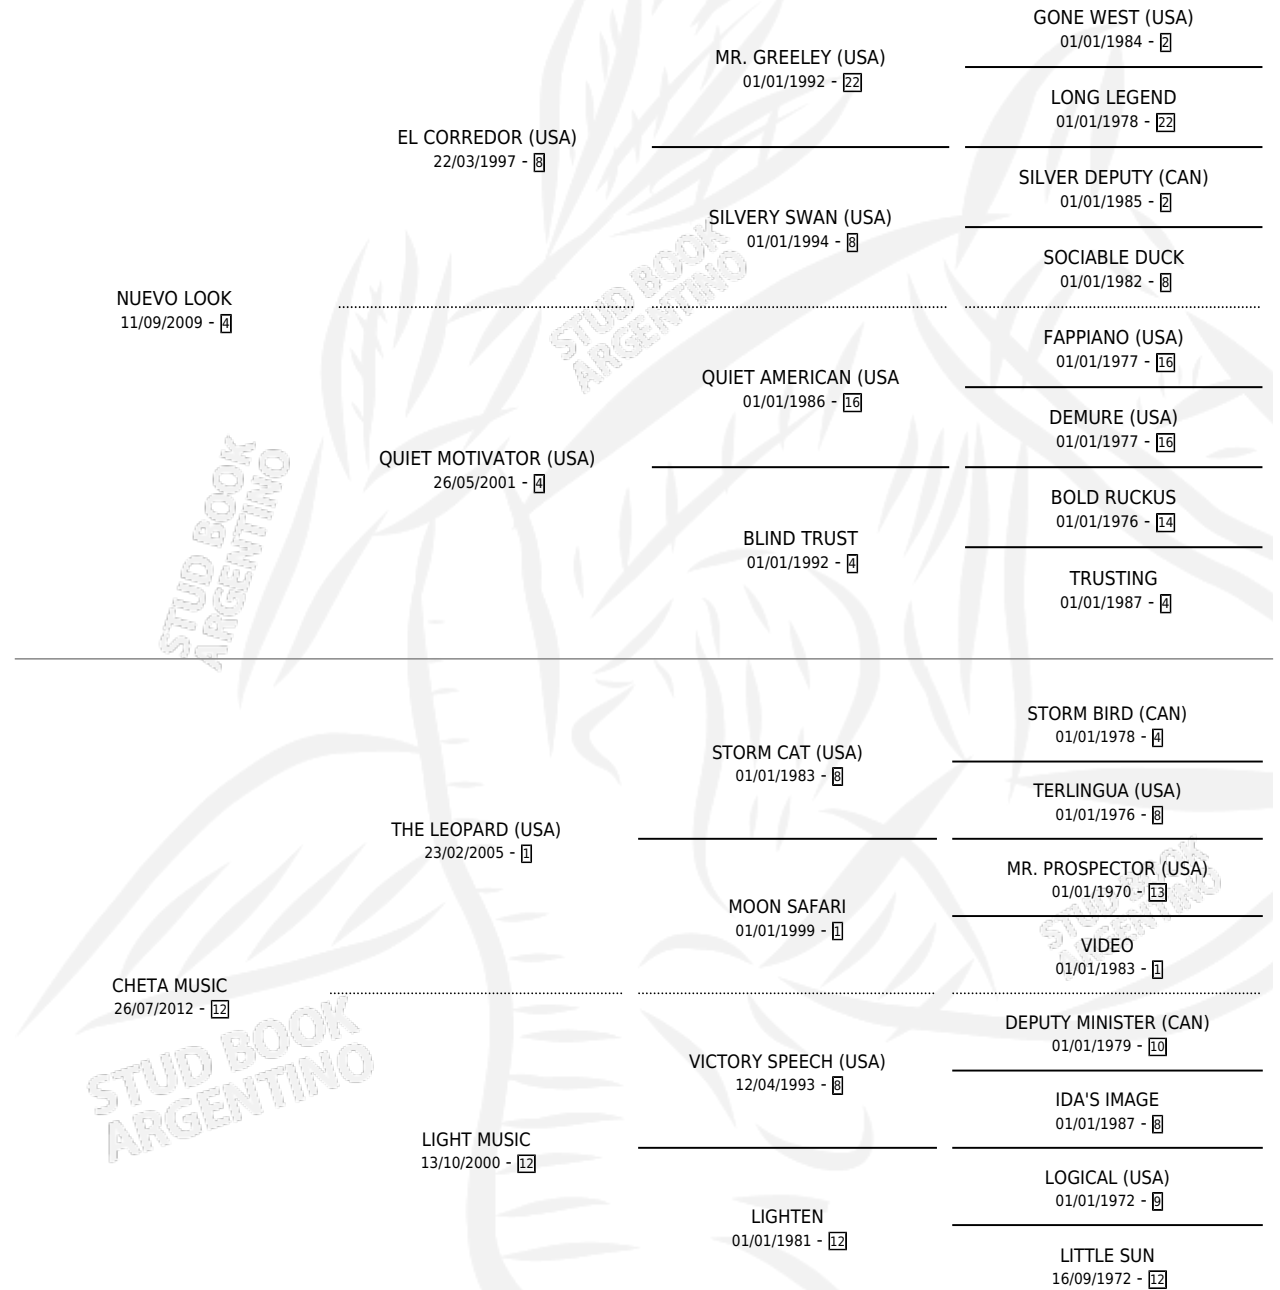 GONE WEST (USA)
01/01/1984 - 2
MR. GREELEY (USA)
01/01/1992 - 22
LONG LEGEND
01/01/1978 - 22
EL CORREDOR (USA)
22/03/1997 - 8
SILVER DEPUTY (CAN)
01/01/1985 - 2
SILVERY SWAN (USA)
01/01/1994 - 8
SOCIABLE DUCK
01/01/1982 - 8
NUEVO LOOK
11/09/2009 - 4
STUD BOOK
ARGENTINO
FAPPIANO (USA)
01/01/1977 - 16
QUIET AMERICAN (USA
01/01/1986 - 16
DEMURE (USA)
01/01/1977 - 16
QUIET MOTIVATOR (USA)
26/05/2001 - 4
BOLD RUCKUS
01/01/1976 - 14
BLIND TRUST
01/01/1992 - 4
TRUSTING
01/01/1987 - 4
STUD BOOK
ARGENTINO
STORM BIRD (CAN)
01/01/1978 - 4
STORM CAT (USA)
01/01/1983 - 8
TERLINGUA (USA)
01/01/1976 - 8
THE LEOPARD (USA)
23/02/2005 - 1
MR. PROSPECTOR (USA)
01/01/1970 - 13
MOON SAFARI
01/01/1999 - 1
STUD BOOK
ARGENTINO
VIDEO
01/01/1983 - 1
CHETA MUSIC
26/07/2012 - 12
DEPUTY MINISTER (CAN)
01/01/1979 - 10
VICTORY SPEECH (USA)
12/04/1993 - 8
IDA'S IMAGE
01/01/1987 - 8
STUD BOOK
ARGENTINO
LIGHT MUSIC
13/10/2000 - 12
LOGICAL (USA)
01/01/1972 - 9
LIGHTEN
01/01/1981 - 12
LITTLE SUN
16/09/1972 - 12